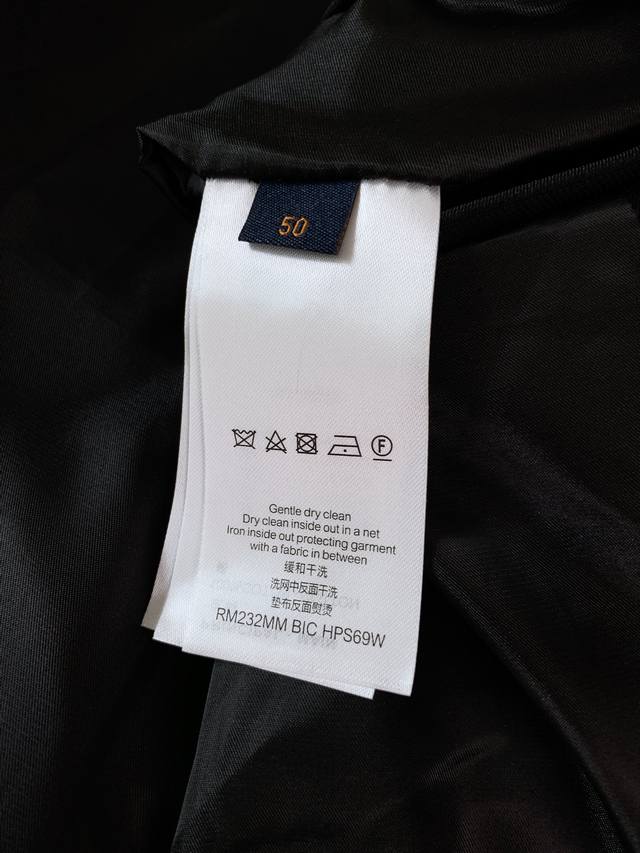 50
F
Gentle dry clean
Dry clean inside out in a net
Iron inside out protecting garment
with a fabric in between
缓和干洗
洗网中反面干洗
垫布反面熨烫
RM232MM BIC HPS69W